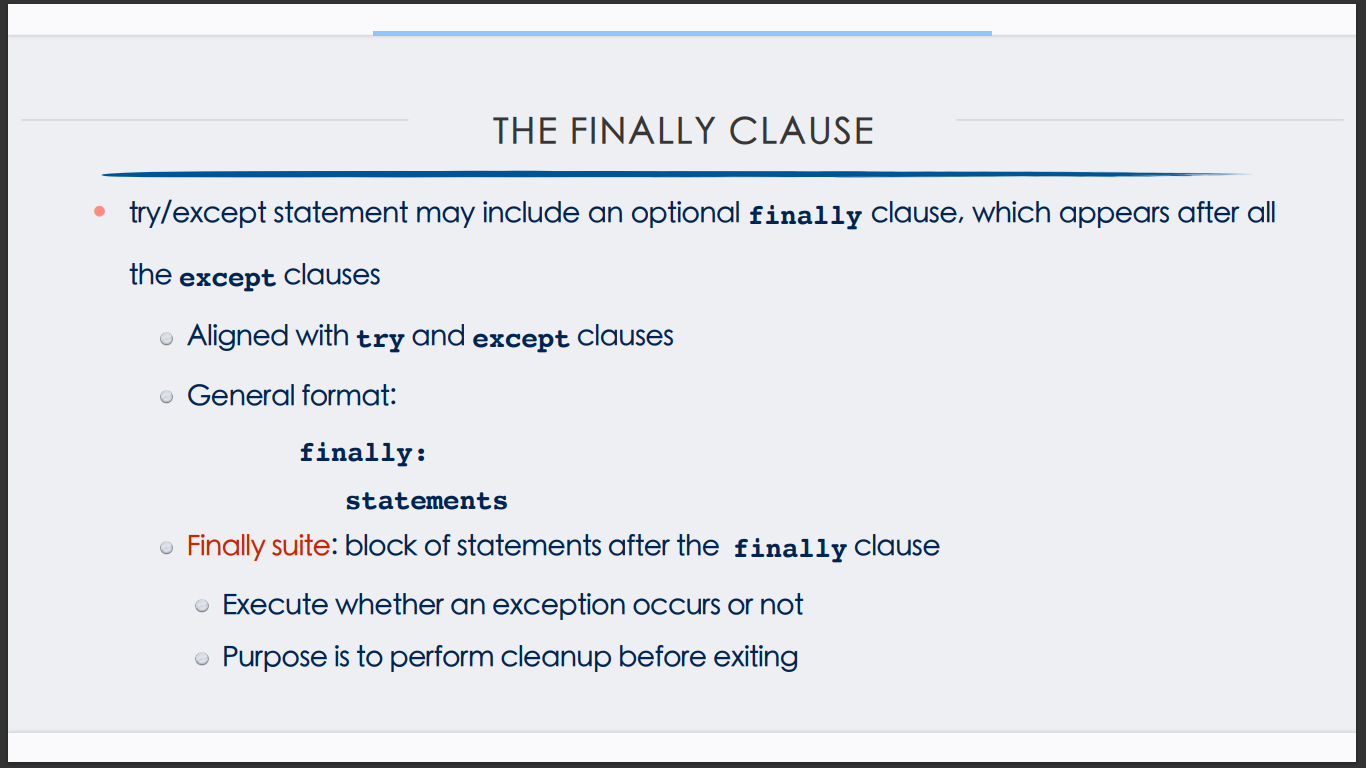 THE FINALLY CLAUSE
try/except statement may include an optional finally clause, which appears after all
the except clauses
Aligned with try and except clauses
General format:
finally:
statements
Finally suite: block of statements after the finally clause
Execute whether an exception occurs or not
Purpose is to perform cleanup before exiting